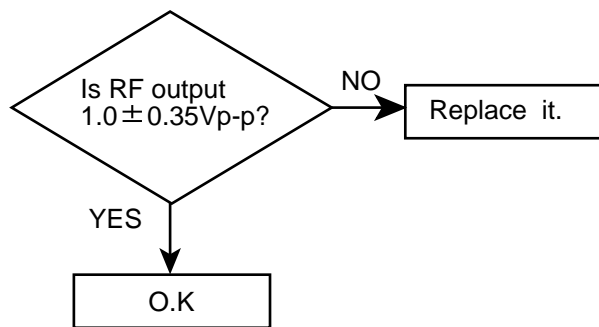 Is RF output
1.0±0.35Vp-p?
NO
Replace it.
YES
O.K